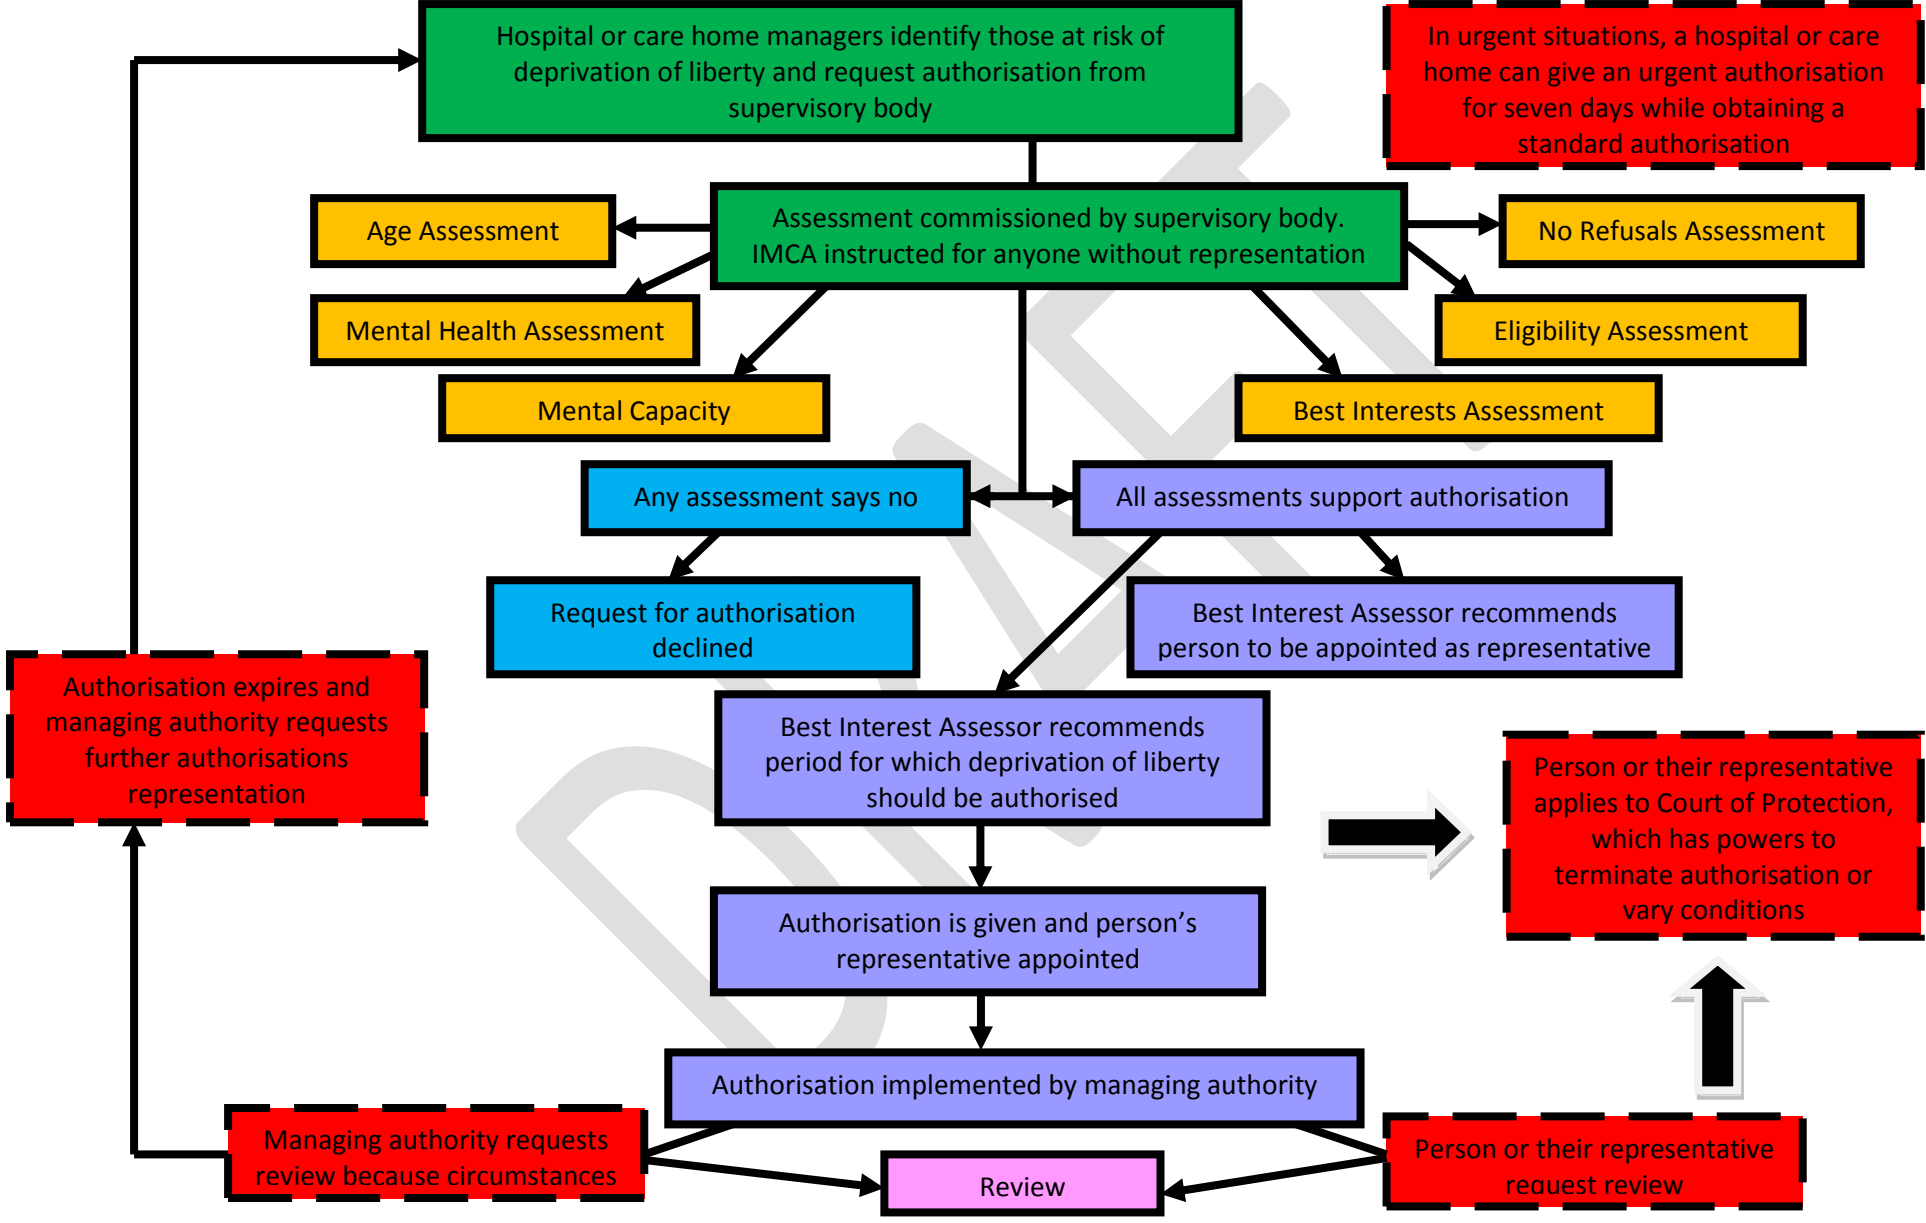 Hospital or care home managers identify those at risk of
deprivation of liberty and request authorisation from
supervisory body
In urgent situations, a hospital or care
home can give an urgent authorisation
for seven days while obtaining a
standard authorisation
Assessment commissioned by supervisory body.
IMCA instructed for anyone without representation
Age Assessment
No Refusals Assessment
Mental Health Assessment
Eligibility Assessment
Mental Capacity
Best Interests Assessment
Any assessment says no
All assessments support authorisation
Request for authorisation
declined
Best Interest Assessor recommends
person to be appointed as representative
Authorisation expires and
managing authority requests
further authorisations
representation
Best Interest Assessor recommends
period for which deprivation of liberty
should be authorised
Person or their representative
applies to Court of Protection,
which has powers to
terminate authorisation or
vary conditions
Authorisation is given and person’s
representative appointed
Authorisation implemented by managing authority
Managing authority requests
review because circumstances
Review
Person or their representative
request review
DRAFT